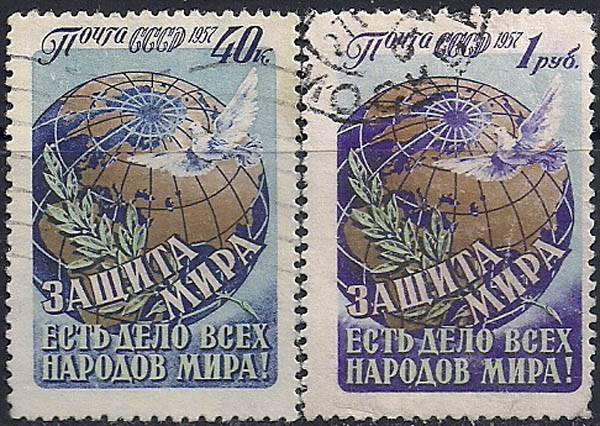 Почта СССР 1957 40к.
ЗАЩИТА
МИРА
ЕСТЬ ДЕЛО ВСЕХ
НАРОДОВ МИРА!
Почта СССР 1957 1 руб.
ЗАЩИТА
МИРА
ЕСТЬ ДЕЛО ВСЕХ
НАРОДОВ МИРА!